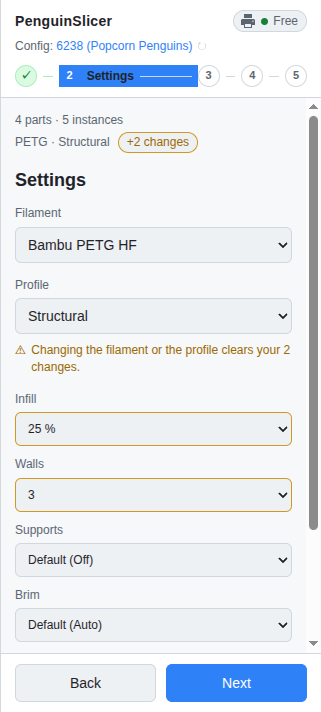 PenguinSlicer
Free
Config: 6238 (Popcorn Penguins)
✓ 2 Settings 3 4 5
4 parts · 5 instances
PETG · Structural +2 changes
Settings
Filament
Bambu PETG HF
Profile
Structural
⚠ Changing the filament or the profile clears your 2
changes.
Infill
25 %
Walls
3
Supports
Default (Off)
Brim
Default (Auto)
Back Next